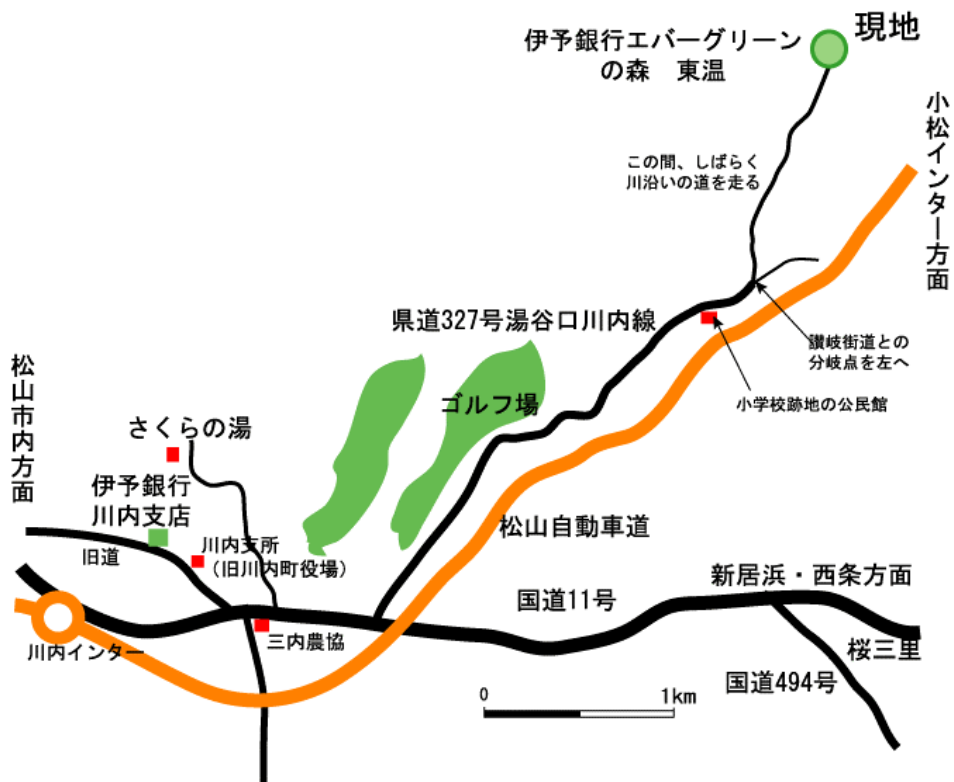 現地
伊予銀行エバーグリーン
の森　東温
小松インター方面
この間、しばらく
川沿いの道を走る
県道327号湯谷口川内線
讃岐街道との
分岐点を左へ
小学校跡地の公民館
松山市内方面
ゴルフ場
さくらの湯
伊予銀行
川内支店
松山自動車道
旧道
川内支所
（旧川内町役場）
新居浜・西条方面
国道11号
三内農協
川内インター
桜三里
国道494号
0
1km